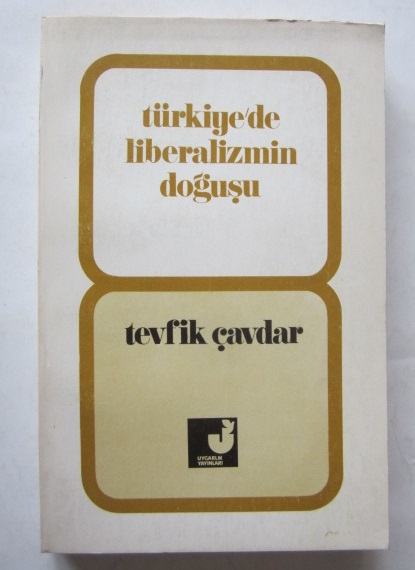 türkiye'de
liberalizmin
doğuşu
tevfik çavdar
UYGARLIK
YAYINLARI